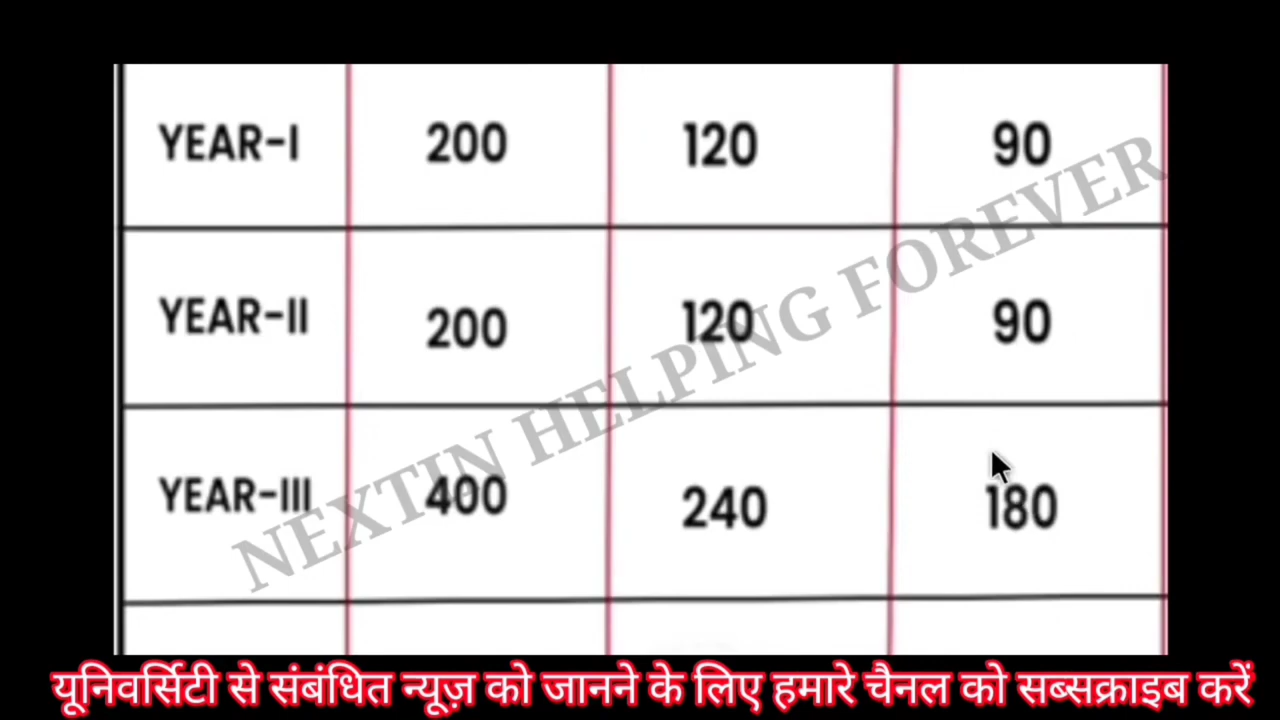 YEAR-I 200 120 90
YEAR-II 200 120 90
YEAR-III 400 240 180
NEXTIN HELPING FOREVER
यूनिवर्सिटी से संबंधित न्यूज़ को जानने के लिए हमारे चैनल को सब्सक्राइब करें